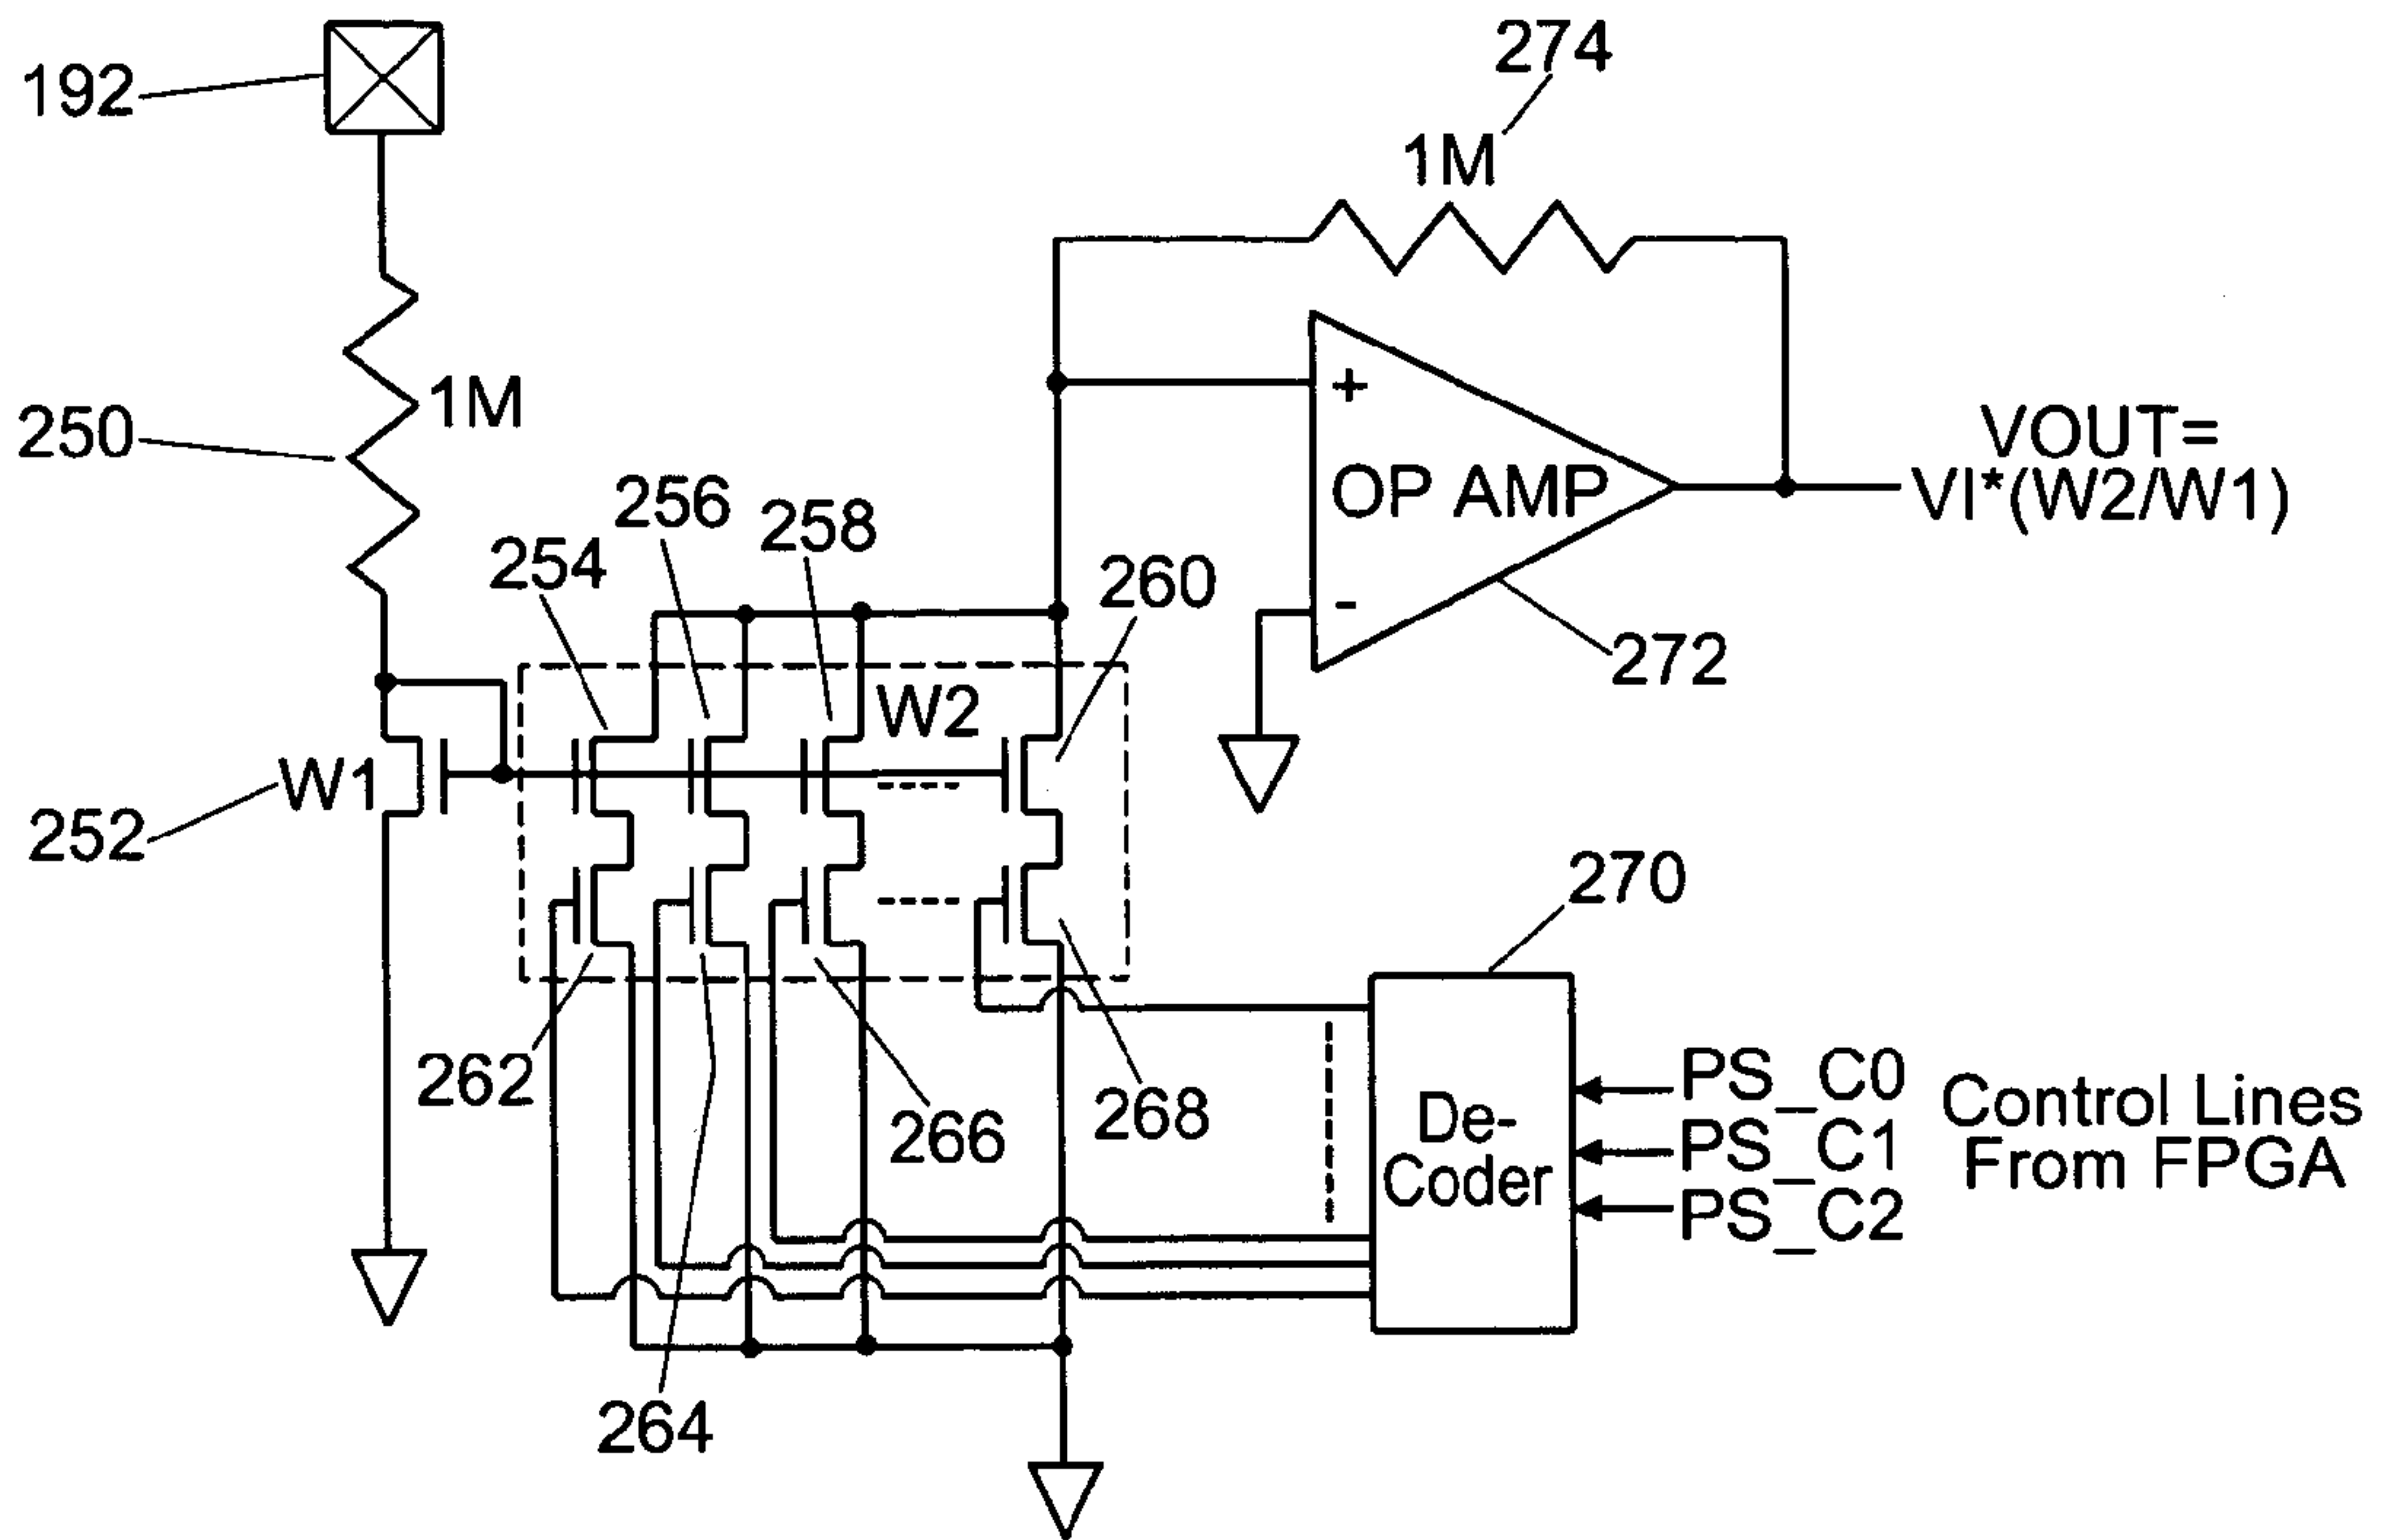 274
192
1M
1M
250
256
258
254
260
+
OP AMP
-
VOUT=
VI*(W2/W1)
272
W2
W1
252
270
262
266
268
264
De-
Coder
PS_C0
PS_C1
PS_C2
Control Lines
From FPGA